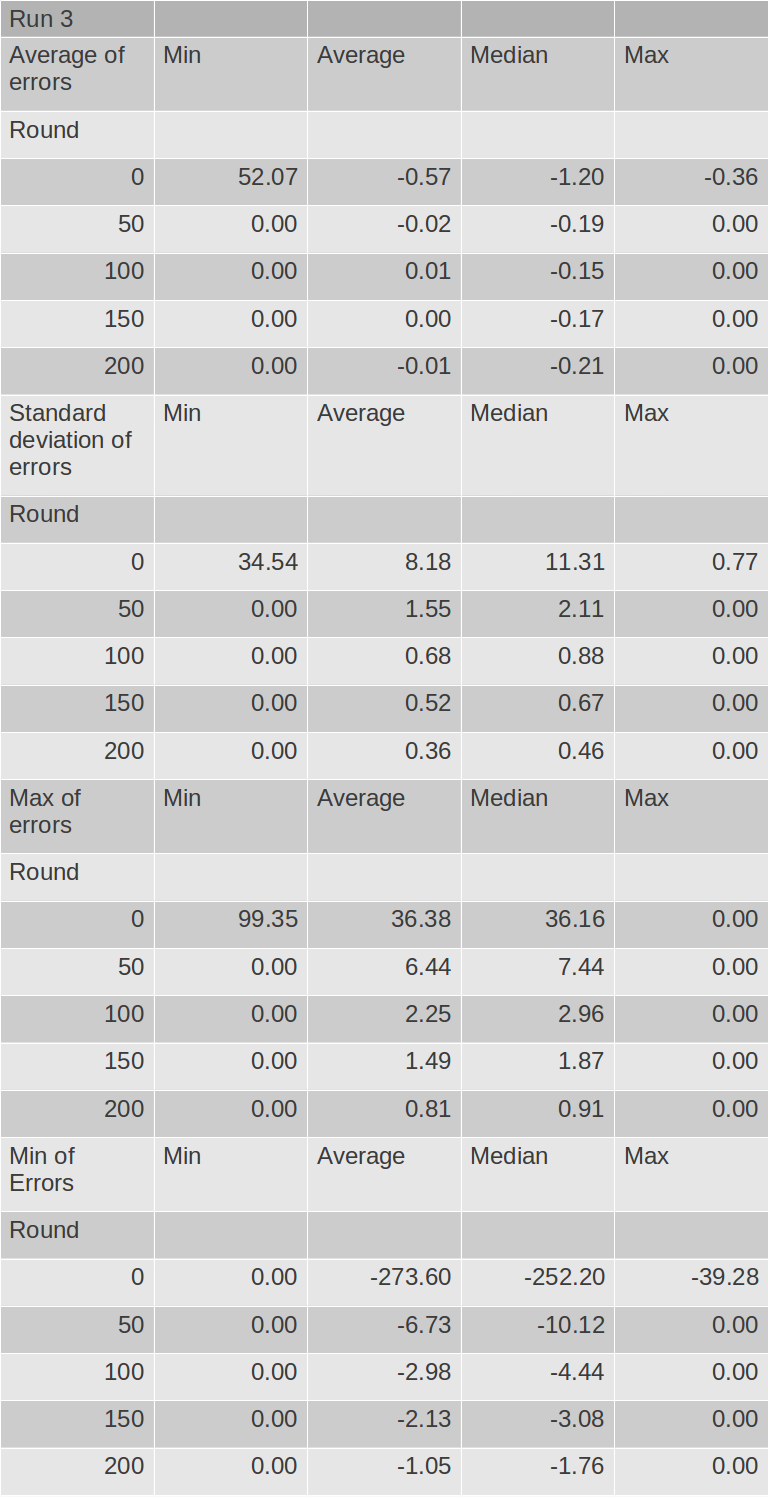 Run 3
Average of errors Min Average Median Max
Round
0 52.07 -0.57 -1.20 -0.36
50 0.00 -0.02 -0.19 0.00
100 0.00 0.01 -0.15 0.00
150 0.00 0.00 -0.17 0.00
200 0.00 -0.01 -0.21 0.00
Standard deviation of errors Min Average Median Max
Round
0 34.54 8.18 11.31 0.77
50 0.00 1.55 2.11 0.00
100 0.00 0.68 0.88 0.00
150 0.00 0.52 0.67 0.00
200 0.00 0.36 0.46 0.00
Max of errors Min Average Median Max
Round
0 99.35 36.38 36.16 0.00
50 0.00 6.44 7.44 0.00
100 0.00 2.25 2.96 0.00
150 0.00 1.49 1.87 0.00
200 0.00 0.81 0.91 0.00
Min of Errors Min Average Median Max
Round
0 0.00 -273.60 -252.20 -39.28
50 0.00 -6.73 -10.12 0.00
100 0.00 -2.98 -4.44 0.00
150 0.00 -2.13 -3.08 0.00
200 0.00 -1.05 -1.76 0.00